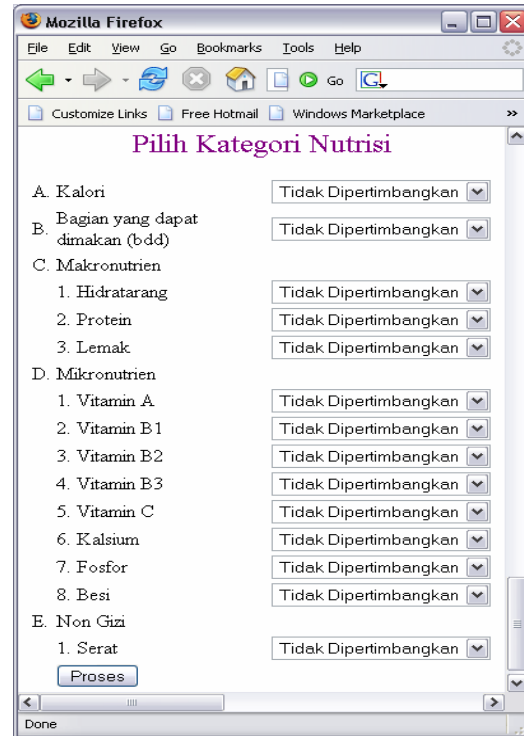 Mozilla Firefox
File Edit View Go Bookmarks Tools Help
Go G
Customize Links Free Hotmail Windows Marketplace »
Pilih Kategori Nutrisi
A. Kalori Tidak Dipertimbangkan
B. Bagian yang dapat
dimakan (bdd) Tidak Dipertimbangkan
C. Makronutrien
1. Hidratarang Tidak Dipertimbangkan
2. Protein Tidak Dipertimbangkan
3. Lemak Tidak Dipertimbangkan
D. Mikronutrien
1. Vitamin A Tidak Dipertimbangkan
2. Vitamin B1 Tidak Dipertimbangkan
3. Vitamin B2 Tidak Dipertimbangkan
4. Vitamin B3 Tidak Dipertimbangkan
5. Vitamin C Tidak Dipertimbangkan
6. Kalsium Tidak Dipertimbangkan
7. Fosfor Tidak Dipertimbangkan
8. Besi Tidak Dipertimbangkan
E. Non Gizi
1. Serat Tidak Dipertimbangkan
Proses
Done